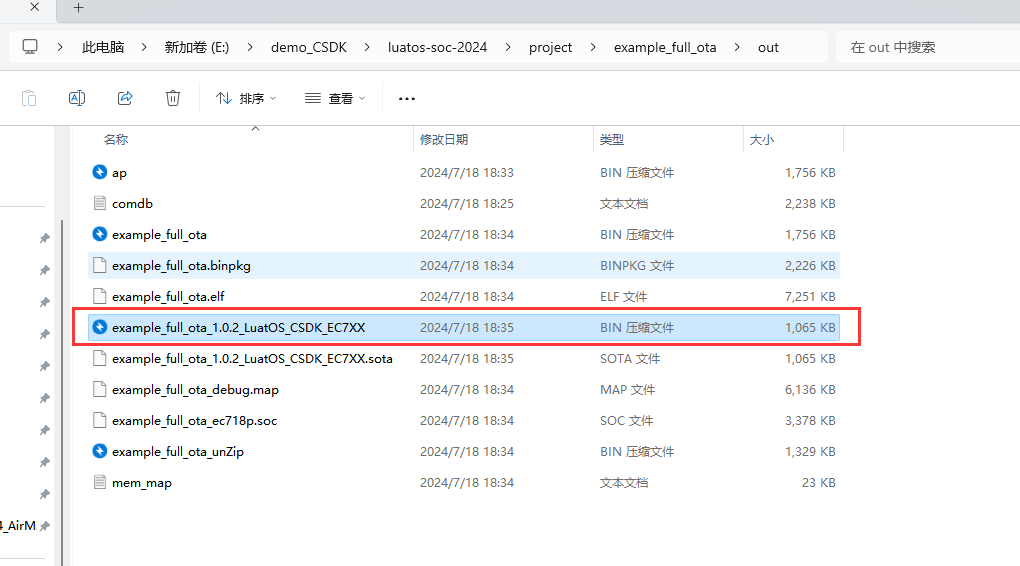 此电脑 新加卷 (E:) demo_CSDK luatos-soc-2024 project example_full_ota out 在 out 中搜索
排序 查看
名称 修改日期 类型 大小
ap 2024/7/18 18:33 BIN 压缩文件 1,756 KB
comdb 2024/7/18 18:25 文本文档 2,238 KB
example_full_ota 2024/7/18 18:34 BIN 压缩文件 1,756 KB
example_full_ota.binpkg 2024/7/18 18:34 BINPKG 文件 2,226 KB
example_full_ota.elf 2024/7/18 18:34 ELF 文件 7,251 KB
example_full_ota_1.0.2_LuatOS_CSDK_EC7XX 2024/7/18 18:35 BIN 压缩文件 1,065 KB
example_full_ota_1.0.2_LuatOS_CSDK_EC7XX.sota 2024/7/18 18:35 SOTA 文件 1,065 KB
example_full_ota_debug.map 2024/7/18 18:34 MAP 文件 6,136 KB
example_full_ota_ec718p.soc 2024/7/18 18:34 SOC 文件 3,378 KB
example_full_ota_unZip 2024/7/18 18:34 BIN 压缩文件 1,329 KB
mem_map 2024/7/18 18:34 文本文档 23 KB
4_AirM